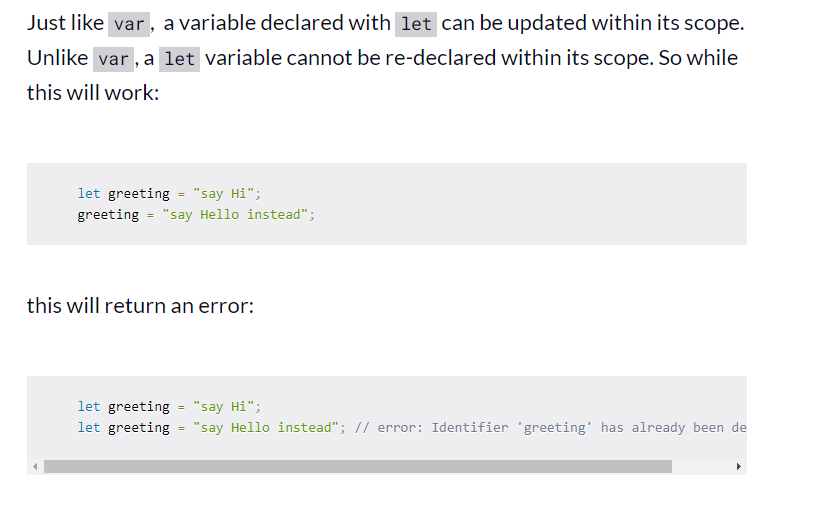 Just like var, a variable declared with let can be updated within its scope.
Unlike var, a let variable cannot be re-declared within its scope. So while
this will work:
let greeting = "say Hi";
greeting = "say Hello instead";
this will return an error:
let greeting = "say Hi";
let greeting = "say Hello instead"; // error: Identifier 'greeting' has already been de